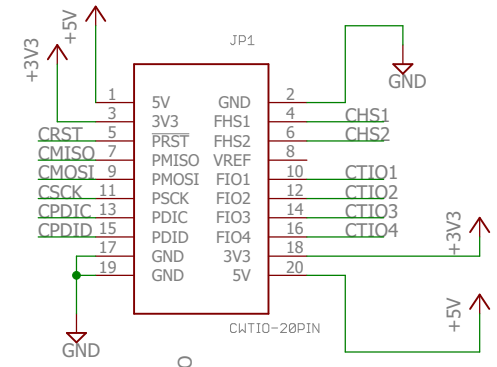 +5V
+3V3
JP1
GND
1 5V GND 2
3 3V3 FHS1 4 CHS1
CRST 5 PRST FHS2 6 CHS2
CMISO 7 PMISO VREF 8
CMOSI 9 PMOSI FIO1 10 CTIO1
CSCK 11 PSCK FIO2 12 CTIO2
CPDIC 13 PDIC FIO3 14 CTIO3
CPDID 15 PDID FIO4 16 CTIO4
17 GND 3V3 18 +3V3
19 GND 5V 20
+5V
CWTIO-20PIN
GND
O